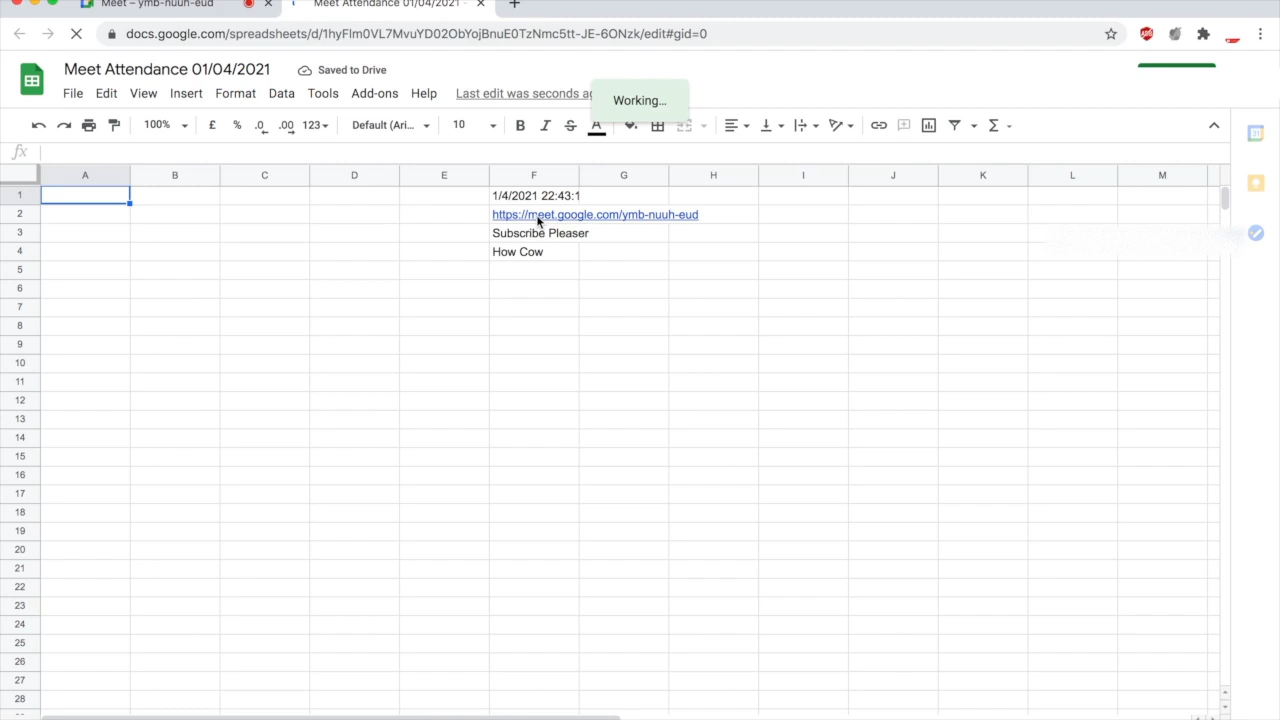 Meet – ymb-nuuh-eud
Meet Attendance 01/04/2021 -
docs.google.com/spreadsheets/d/1hyFlm0VL7MvuYD02ObYojBnuE0TzNmc5tt-JE-6ONzk/edit#gid=0
Meet Attendance 01/04/2021
Saved to Drive
File Edit View Insert Format Data Tools Add-ons Help Last edit was seconds ag
Working...
100% £ % .0 .00 123 Default (Ari... 10 B I S A
fx
A B C D E F G H I J K L M
1 1/4/2021 22:43:1
2 https://meet.google.com/ymb-nuuh-eud
3 Subscribe Pleaser
4 How Cow
5
6
7
8
9
10
11
12
13
14
15
16
17
18
19
20
21
22
23
24
25
26
27
28